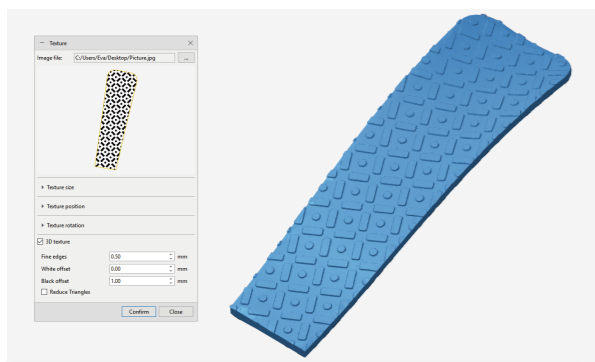 Texture
Image file: C:/Users/Eva/Desktop/Picture.jpg ...
Texture size
Texture position
Texture rotation
3D texture
Fine edges 0.50 mm
White offset 0.00 mm
Black offset 1.00 mm
Reduce Triangles
Confirm Close